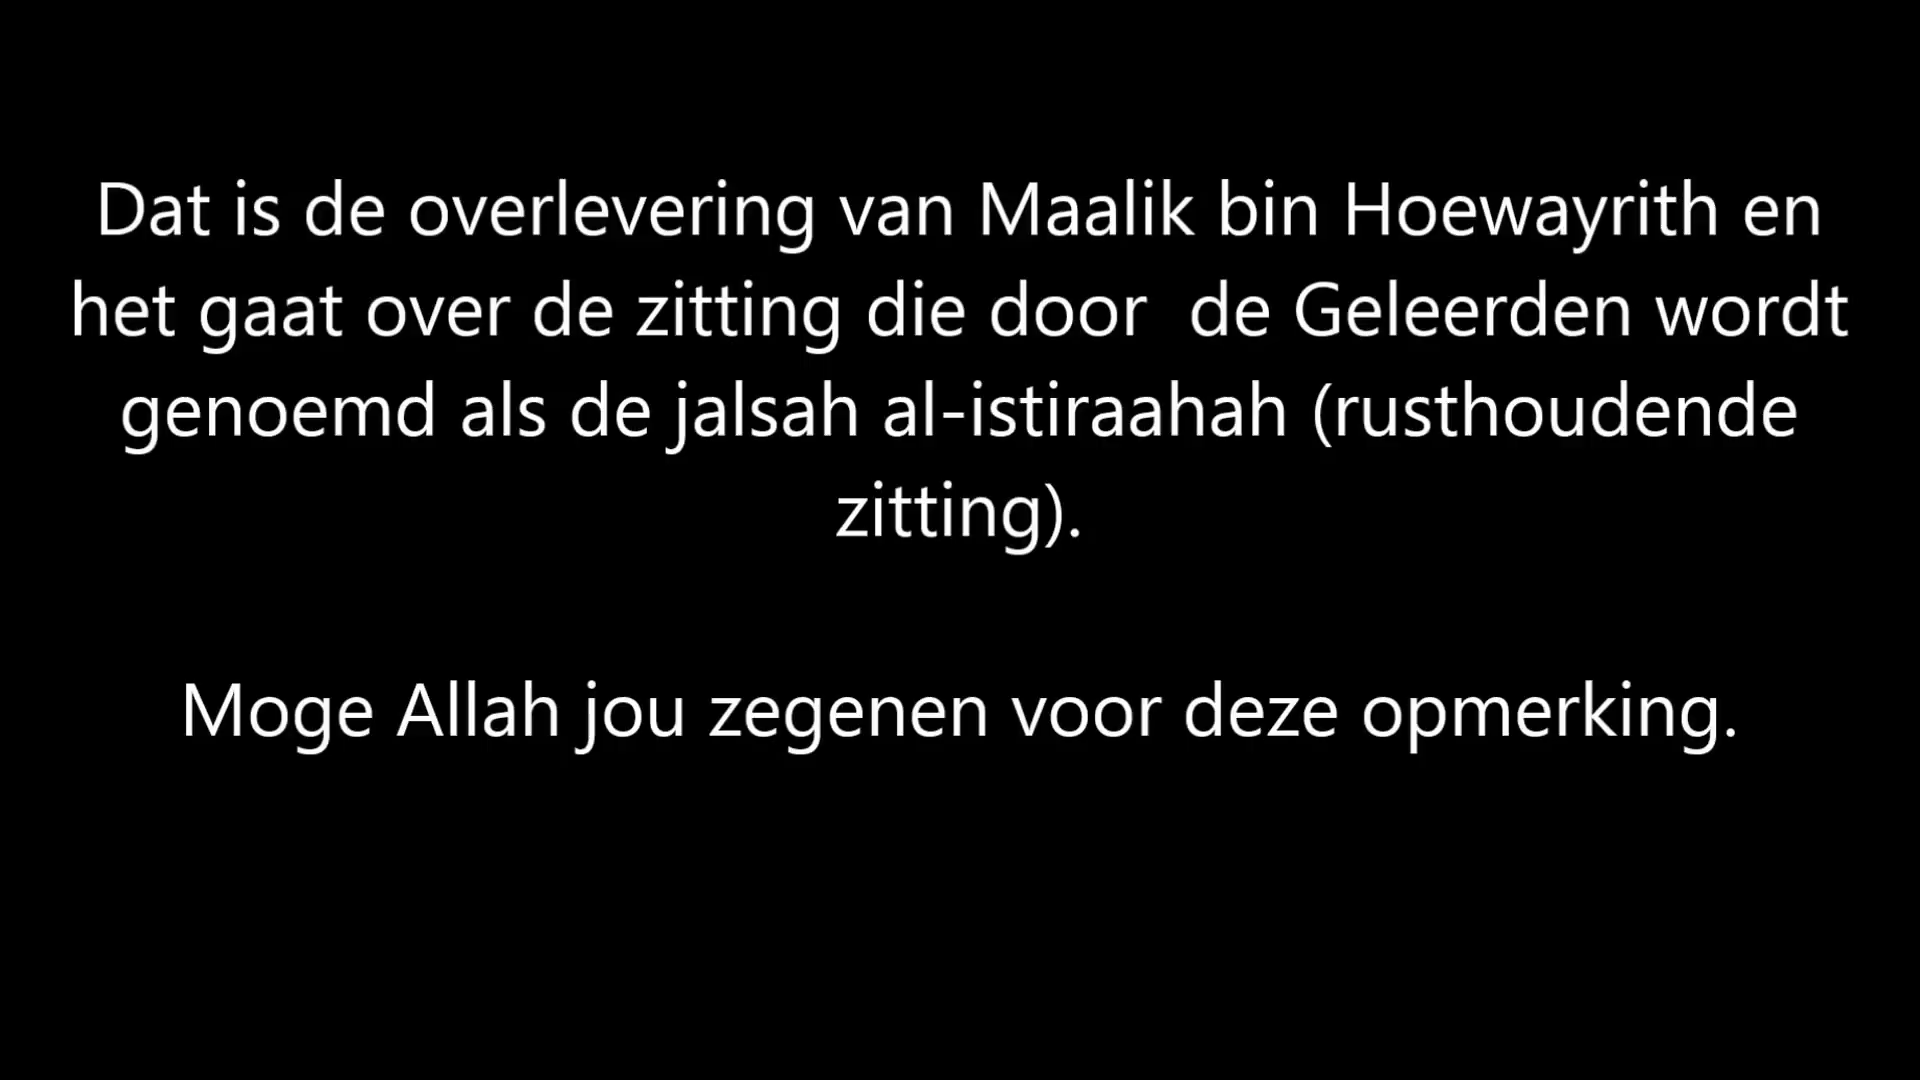 Dat is de overlevering van Maalik bin Hoewayrith en
het gaat over de zitting die door  de Geleerden wordt
genoemd als de jalsah al-istiraahah (rusthoudende
zitting).
Moge Allah jou zegenen voor deze opmerking.